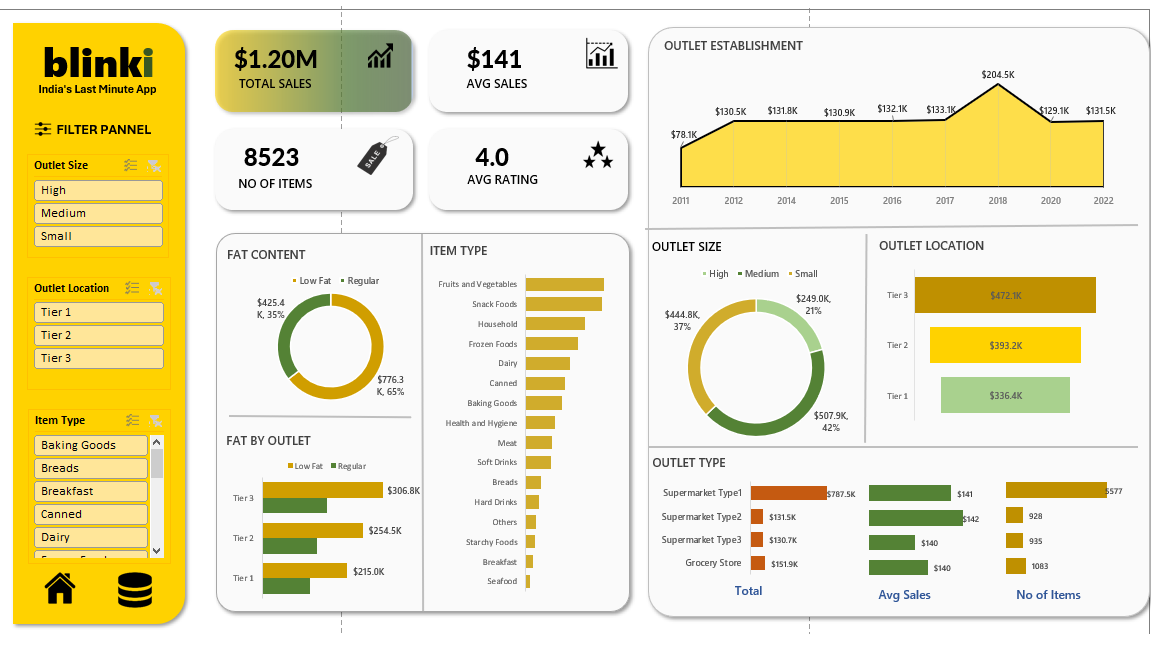 blinki
India's Last Minute App
FILTER PANNEL
Outlet Size
High
Medium
Small
Outlet Location
Tier 1
Tier 2
Tier 3
Item Type
Baking Goods
Breads
Breakfast
Canned
Dairy
$1.20M
TOTAL SALES
$141
AVG SALES
8523
NO OF ITEMS
SALE
4.0
AVG RATING
FAT CONTENT
Low Fat Regular
$425.4
K, 35%
$776.3
K, 65%
FAT BY OUTLET
Low Fat Regular
Tier 3 $306.8K
Tier 2 $254.5K
Tier 1 $215.0K
ITEM TYPE
Fruits and Vegetables
Snack Foods
Household
Frozen Foods
Dairy
Canned
Baking Goods
Health and Hygiene
Meat
Soft Drinks
Breads
Hard Drinks
Others
Starchy Foods
Breakfast
Seafood
OUTLET ESTABLISHMENT
$78.1K $130.5K $131.8K $130.9K $132.1K $133.1K $204.5K $129.1K $131.5K
2011 2012 2014 2015 2016 2017 2018 2020 2022
OUTLET SIZE
High Medium Small
$249.0K,
21%
$444.8K,
37%
$507.9K,
42%
OUTLET LOCATION
Tier 3 $472.1K
Tier 2 $393.2K
Tier 1 $336.4K
OUTLET TYPE
Supermarket Type1 $787.5K $141 5577
Supermarket Type2 $131.5K $142 928
Supermarket Type3 $130.7K $140 935
Grocery Store $151.9K $140 1083
Total Avg Sales No of Items